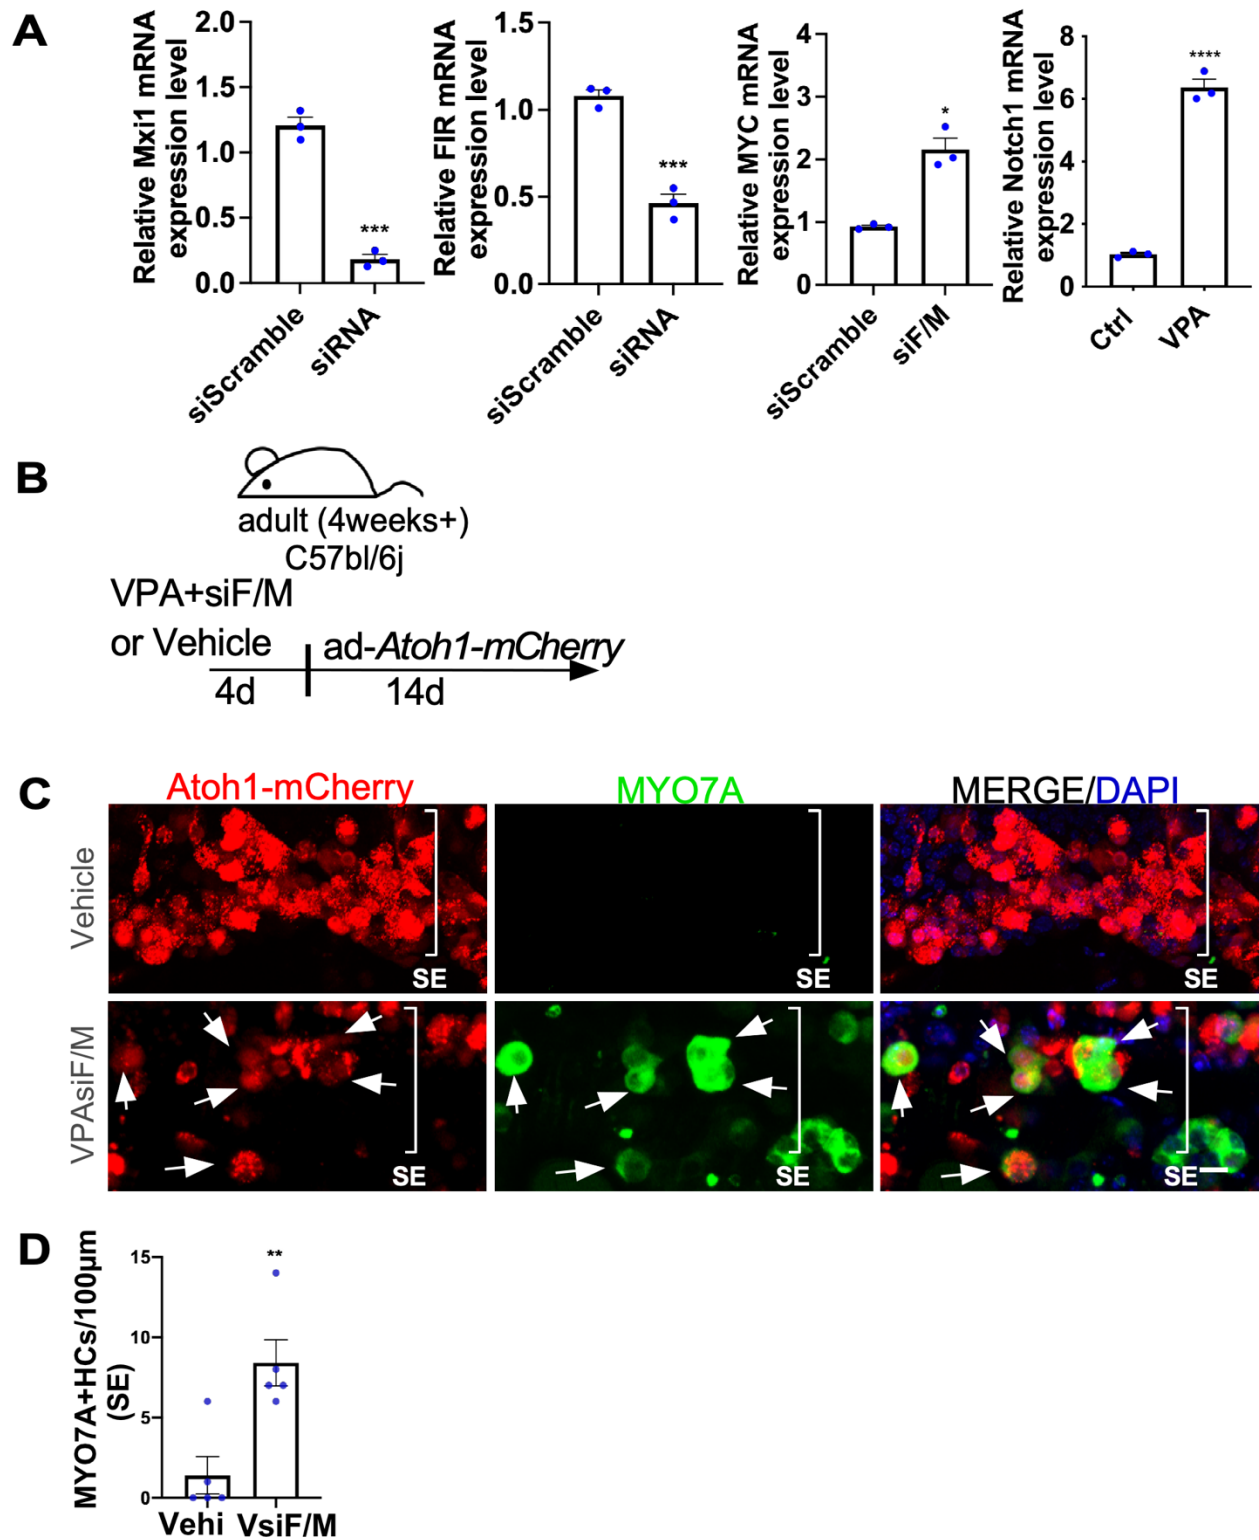 A
Relative Mxi1 mRNA
expression level
2.0
1.5
1.0
0.5
0.0
***
siScramble
siRNA
Relative FIR mRNA
expression level
1.5
1.0
0.5
0.0
***
siScramble
siRNA
Relative MYC mRNA
expression level
4
3
2
1
0
*
siScramble
siF/M
Relative Notch1 mRNA
expression level
8
6
4
2
0
****
Ctrl
VPA
B
adult (4weeks+)
C57bl/6j
VPA+siF/M
or Vehicle
ad-Atoh1-mCherry
4d
14d
C
Atoh1-mCherry
MYO7A
MERGE/DAPI
Vehicle
SE
SE
SE
VPAsiF/M
SE
SE
SE
D
MYO7A+HCs/100μm
(SE)
15
10
5
0
**
Vehi
VsiF/M